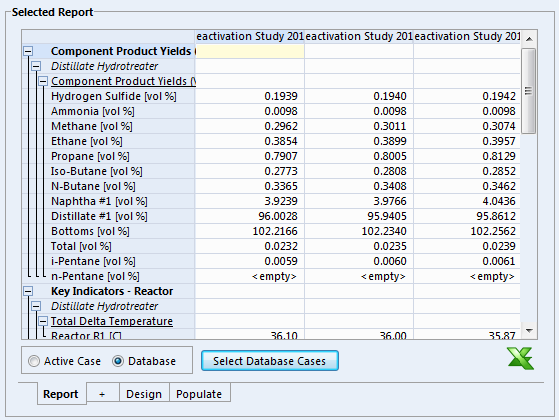 Selected Report
eactivation Study 201 eactivation Study 201 eactivation Study 201
Component Product Yields (
Distillate Hydrotreater
Component Product Yields (V
Hydrogen Sulfide [vol %] 0.1939 0.1940 0.1942
Ammonia [vol %] 0.0098 0.0098 0.0098
Methane [vol %] 0.2962 0.3011 0.3074
Ethane [vol %] 0.3854 0.3899 0.3957
Propane [vol %] 0.7907 0.8005 0.8129
Iso-Butane [vol %] 0.2773 0.2808 0.2852
N-Butane [vol %] 0.3365 0.3408 0.3462
Naphtha #1 [vol %] 3.9239 3.9766 4.0436
Distillate #1 [vol %] 96.0028 95.9405 95.8612
Bottoms [vol %] 102.2166 102.2340 102.2562
Total [vol %] 0.0232 0.0235 0.0239
i-Pentane [vol %] 0.0059 0.0060 0.0061
n-Pentane [vol %] <empty> <empty> <empty>
Key Indicators - Reactor
Distillate Hydrotreater
Total Delta Temperature
Reactor R1 [C] 36.10 36.00 35.87
Active Case Database Select Database Cases
Report + Design Populate